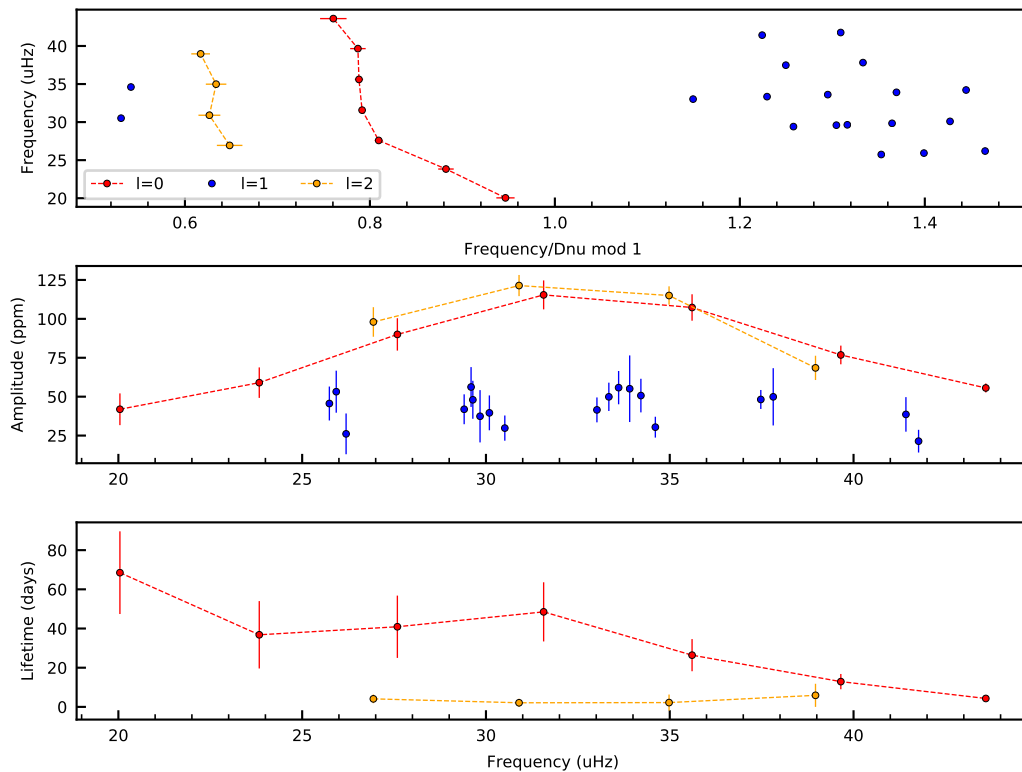 40
35
30
25
20
Frequency (uHz)
l=0 l=1 l=2
0.6 0.8 1.0 1.2 1.4
Frequency/Dnu mod 1
125
100
75
50
25
Amplitude (ppm)
20 25 30 35 40
80
60
40
20
0
Lifetime (days)
20 25 30 35 40
Frequency (uHz)